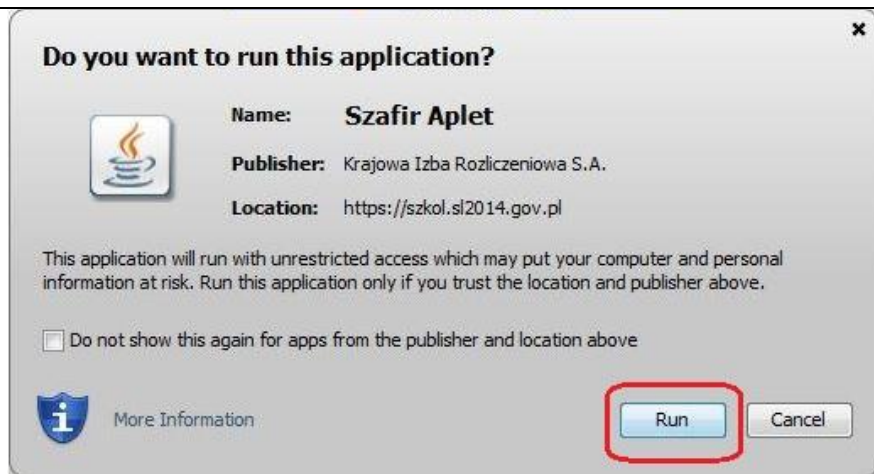 Do you want to run this application?
Name: Szafir Aplet
Publisher: Krajowa Izba Rozliczeniowa S.A.
Location: https://szkol.sl2014.gov.pl
This application will run with unrestricted access which may put your computer and personal
information at risk. Run this application only if you trust the location and publisher above.
Do not show this again for apps from the publisher and location above
More Information Run Cancel